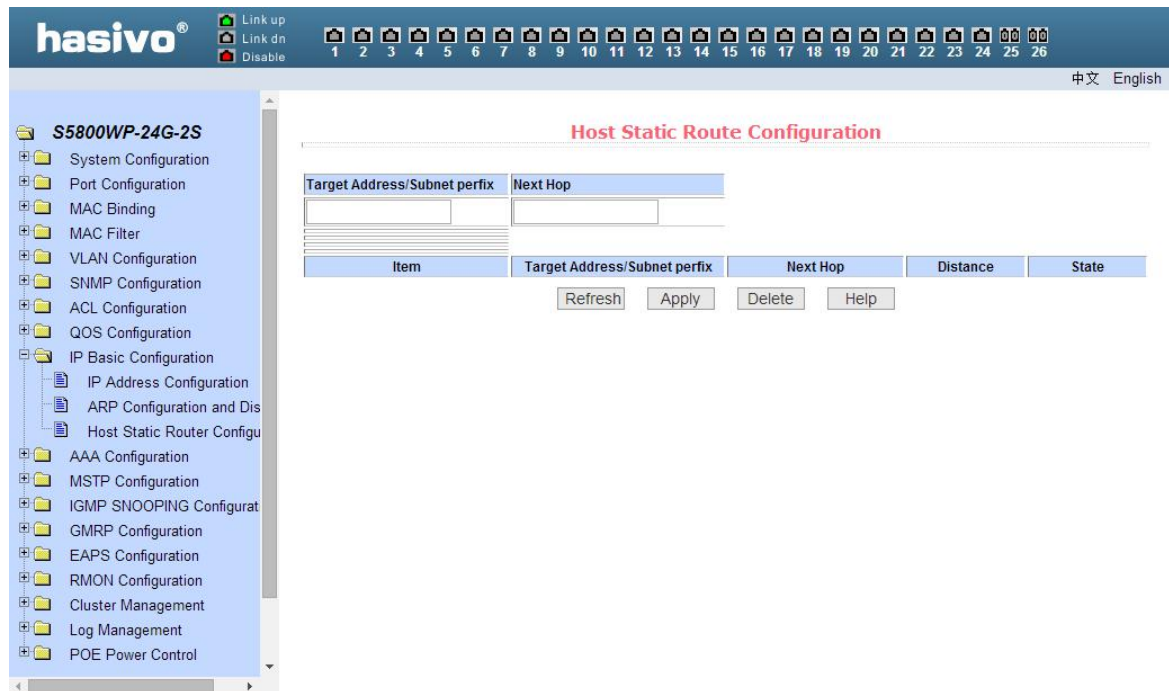 hasivo®
Link up
Link dn
Disable
1 2 3 4 5 6 7 8 9 10 11 12 13 14 15 16 17 18 19 20 21 22 23 24 25 26
中文 English
S5800WP-24G-2S
System Configuration
Port Configuration
MAC Binding
MAC Filter
VLAN Configuration
SNMP Configuration
ACL Configuration
QOS Configuration
IP Basic Configuration
IP Address Configuration
ARP Configuration and Dis
Host Static Router Configu
AAA Configuration
MSTP Configuration
IGMP SNOOPING Configurat
GMRP Configuration
EAPS Configuration
RMON Configuration
Cluster Management
Log Management
POE Power Control
Host Static Route Configuration
Target Address/Subnet perfix Next Hop
Item Target Address/Subnet perfix Next Hop Distance State
Refresh Apply Delete Help